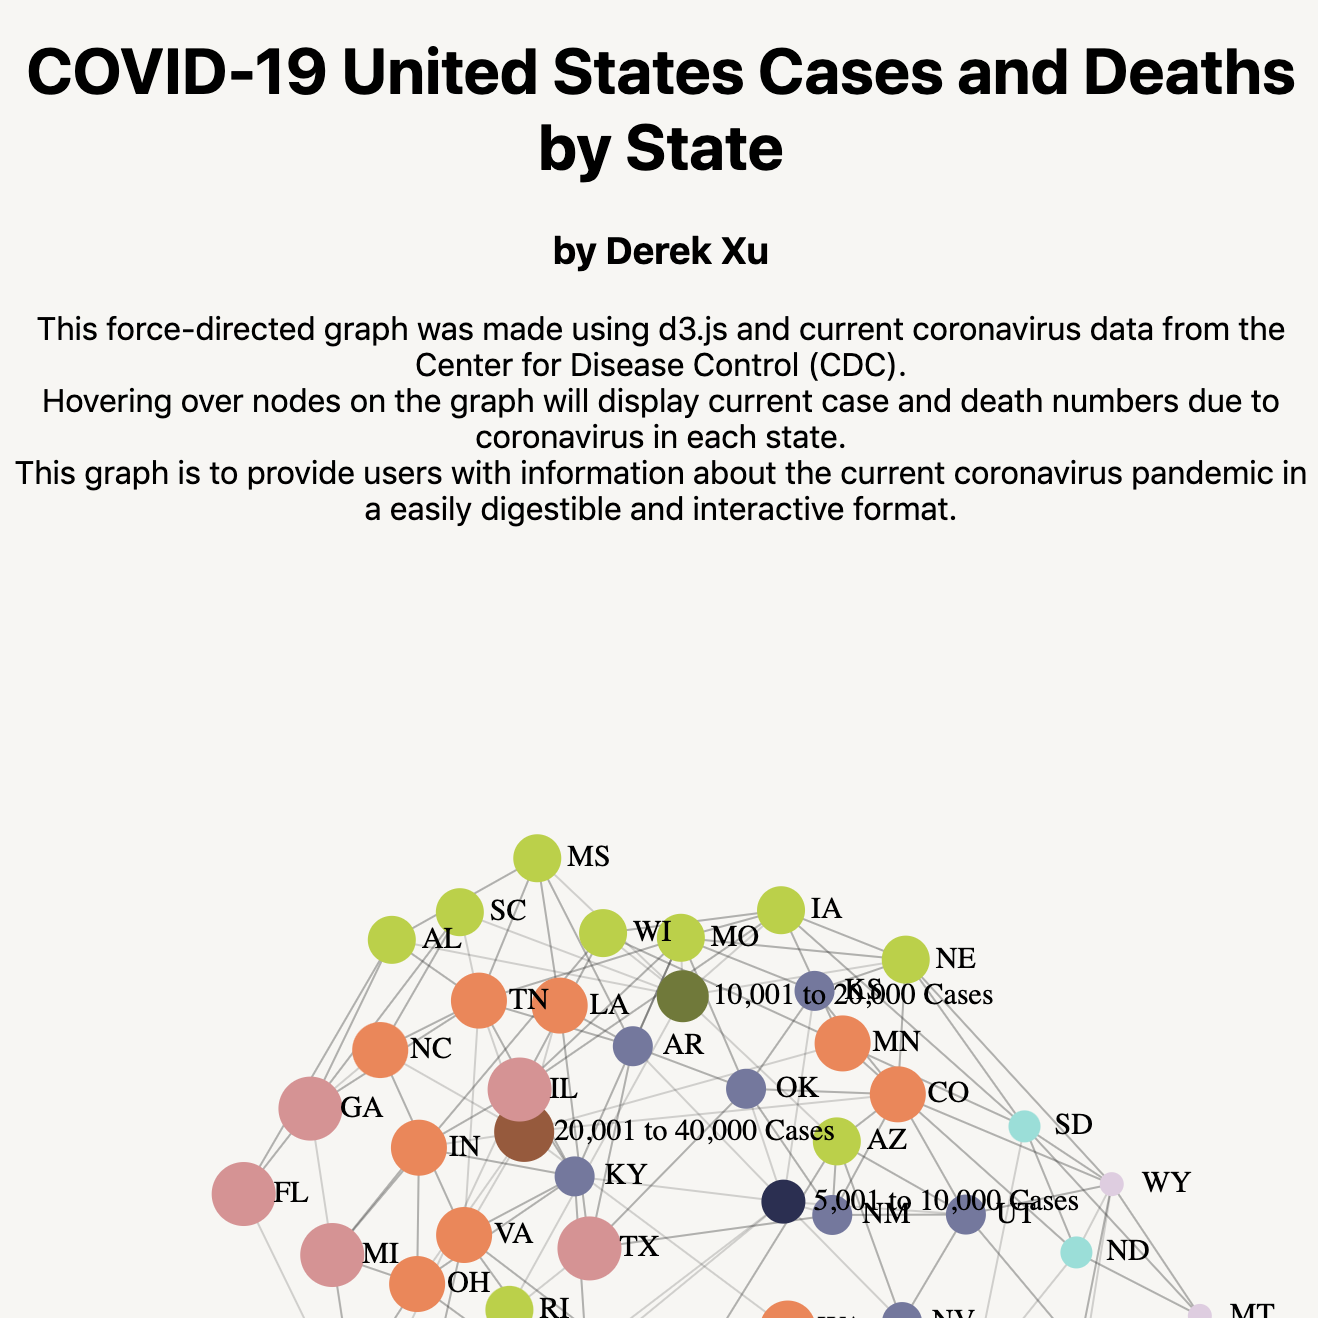 COVID-19 United States Cases and Deaths
by State
by Derek Xu
This force-directed graph was made using d3.js and current coronavirus data from the
Center for Disease Control (CDC).
Hovering over nodes on the graph will display current case and death numbers due to
coronavirus in each state.
This graph is to provide users with information about the current coronavirus pandemic in
a easily digestible and interactive format.
MS
SC
IA
AL
WI
MO
NE
TN
LA
10,001 to 20,000 Cases
KS
NC
AR
MN
IL
OK
CO
GA
20,001 to 40,000 Cases
AZ
SD
IN
KY
WY
FL
5,001 to 10,000 Cases
NM
UT
VA
TX
ND
MI
OH
RI
NV
MT